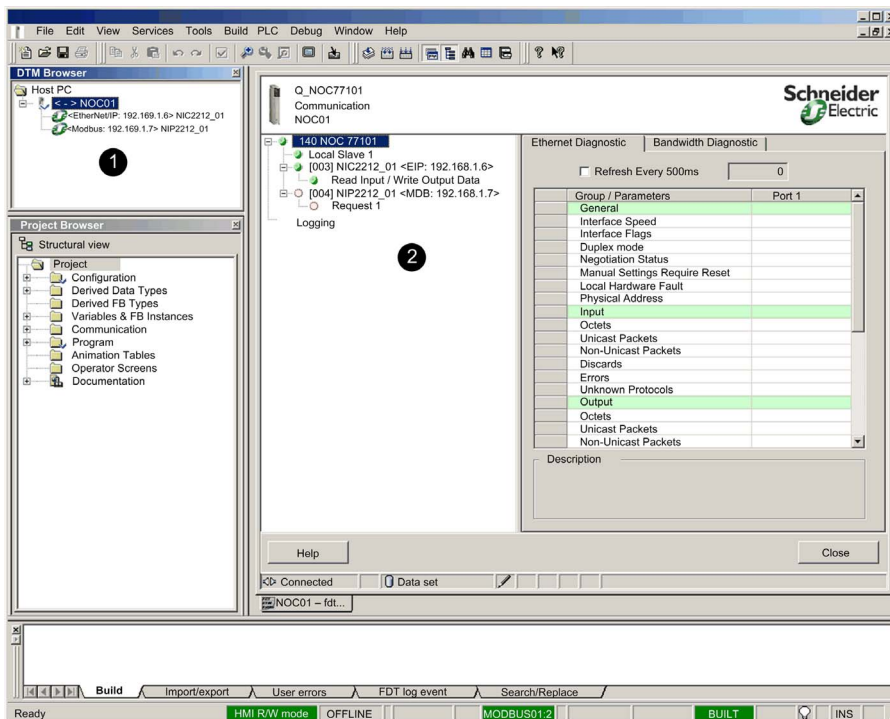 File Edit View Services Tools Build PLC Debug Window Help
DTM Browser
Host PC
< - > NOC01
<EtherNet/IP: 192.169.1.6> NIC2212_01
<Modbus: 192.169.1.7> NIP2212_01
1
Project Browser
Structural view
Project
Configuration
Derived Data Types
Derived FB Types
Variables & FB Instances
Communication
Program
Animation Tables
Operator Screens
Documentation
Q_NOC77101
Communication
NOC01
Schneider
Electric
140 NOC 77101
Local Slave 1
[003] NIC2212_01 <EIP: 192.168.1.6>
Read Input / Write Output Data
[004] NIP2212_01 <MDB: 192.168.1.7>
Request 1
Logging
2
Ethernet Diagnostic Bandwidth Diagnostic
Refresh Every 500ms 0
Group / Parameters Port 1
General
Interface Speed
Interface Flags
Duplex mode
Negotiation Status
Manual Settings Require Reset
Local Hardware Fault
Physical Address
Input
Octets
Unicast Packets
Non-Unicast Packets
Discards
Errors
Unknown Protocols
Output
Octets
Unicast Packets
Non-Unicast Packets
Description
Help Close
Connected Data set
NOC01 – fdt...
Build Import/export User errors FDT log event Search/Replace
Ready HMI R/W mode OFFLINE MODBUS01:2 BUILT INS